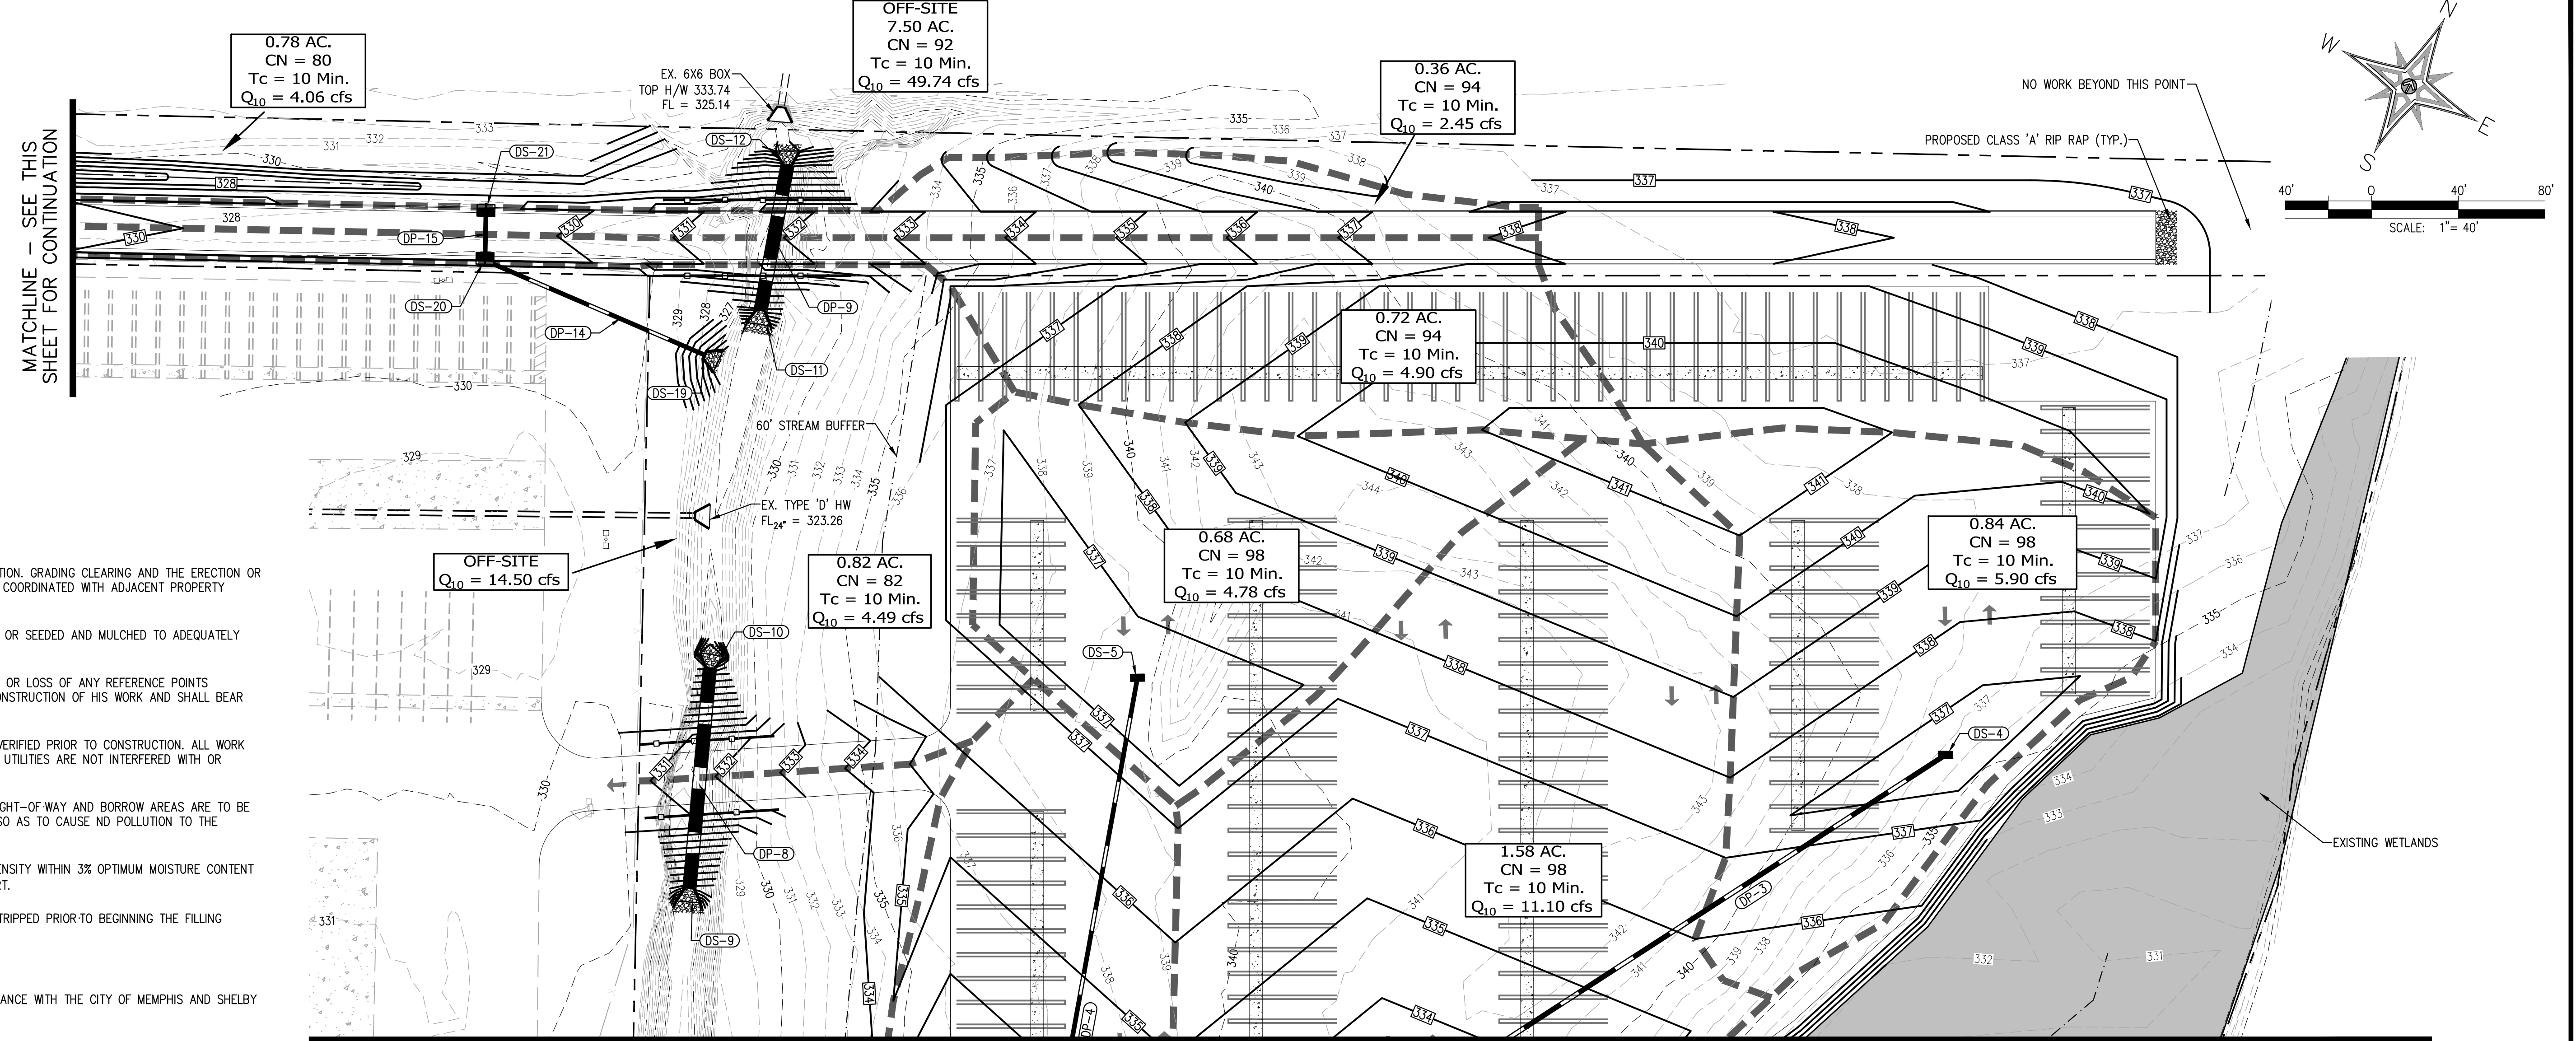 0.78 AC.
CN = 80
Tc = 10 Min.
Q10 = 4.06 cfs
OFF-SITE
7.50 AC.
CN = 92
Tc = 10 Min.
Q10 = 49.74 cfs
EX. 6X6 BOX
TOP H/W 333.74
FL = 325.14
0.36 AC.
CN = 94
Tc = 10 Min.
Q10 = 2.45 cfs
NO WORK BEYOND THIS POINT
PROPOSED CLASS 'A' RIP RAP (TYP.)
N
W
E
S
40' 0 40' 80'
SCALE: 1"= 40'
MATCHLINE – SEE THIS
SHEET FOR CONTINUATION
DS-21
DS-12
DP-15
DS-20
DP-14
DS-19
DP-9
DS-11
60' STREAM BUFFER
0.72 AC.
CN = 94
Tc = 10 Min.
Q10 = 4.90 cfs
EX. TYPE 'D' HW
FL24" = 323.26
OFF-SITE
Q10 = 14.50 cfs
0.82 AC.
CN = 82
Tc = 10 Min.
Q10 = 4.49 cfs
0.68 AC.
CN = 98
Tc = 10 Min.
Q10 = 4.78 cfs
0.84 AC.
CN = 98
Tc = 10 Min.
Q10 = 5.90 cfs
TION. GRADING CLEARING AND THE ERECTION OR
COORDINATED WITH ADJACENT PROPERTY
OR SEEDED AND MULCHED TO ADEQUATELY
OR LOSS OF ANY REFERENCE POINTS
ONSTRUCTION OF HIS WORK AND SHALL BEAR
VERIFIED PRIOR TO CONSTRUCTION. ALL WORK
UTILITIES ARE NOT INTERFERED WITH OR
GHT-OF-WAY AND BORROW AREAS ARE TO BE
SO AS TO CAUSE ND POLLUTION TO THE
ENSITY WITHIN 3% OPTIMUM MOISTURE CONTENT
RT.
TRIPPED PRIOR TO BEGINNING THE FILLING
ANCE WITH THE CITY OF MEMPHIS AND SHELBY
DS-10
DS-5
DS-4
DP-8
DS-9
DP-3
DP-4
1.58 AC.
CN = 98
Tc = 10 Min.
Q10 = 11.10 cfs
EXISTING WETLANDS